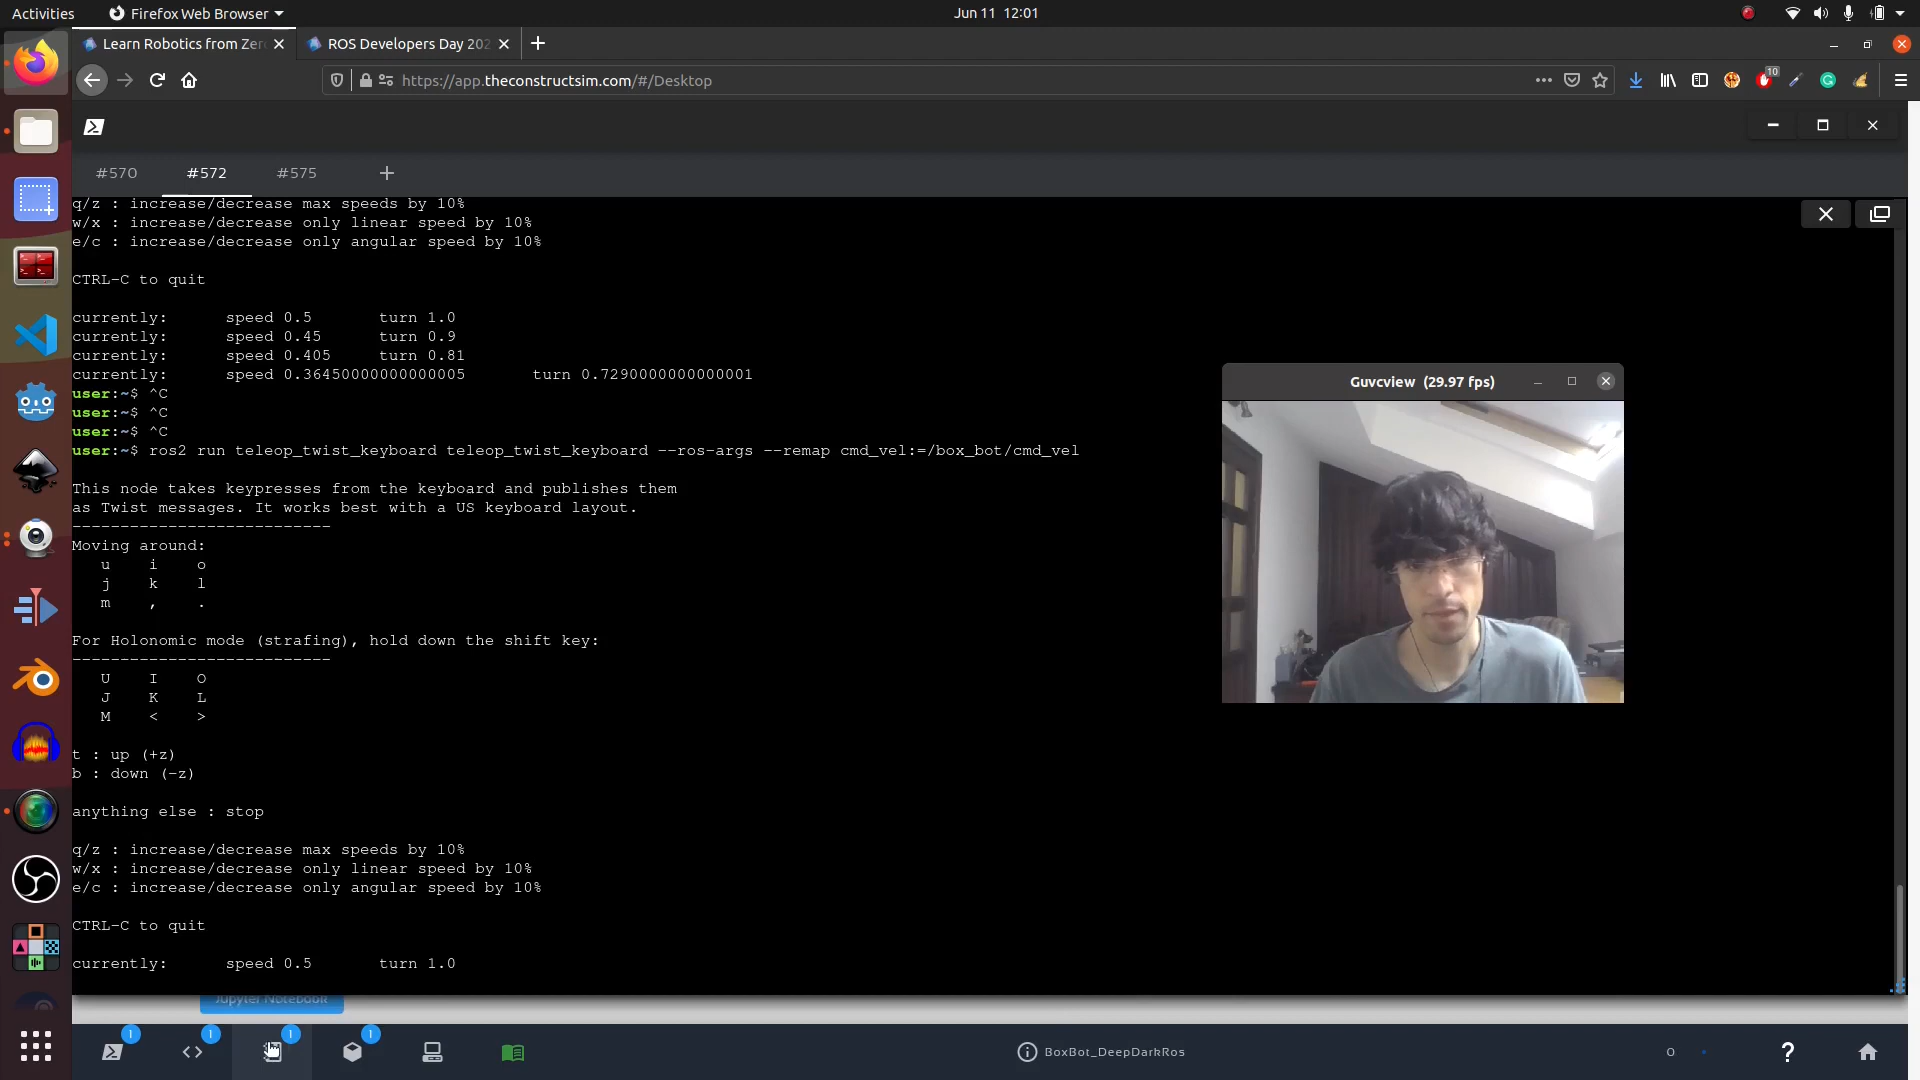 Activities
Firefox Web Browser
Jun 11 12:01
Learn Robotics from Zer
ROS Developers Day 202
https://app.theconstructsim.com/#/Desktop
10
#570
#572
#575
q/z : increase/decrease max speeds by 10%
w/x : increase/decrease only linear speed by 10%
e/c : increase/decrease only angular speed by 10%
CTRL-C to quit
currently: speed 0.5 turn 1.0
currently: speed 0.45 turn 0.9
currently: speed 0.405 turn 0.81
currently: speed 0.36450000000000005 turn 0.7290000000000001
user:~$ ^C
user:~$ ^C
user:~$ ^C
user:~$ ros2 run teleop_twist_keyboard teleop_twist_keyboard --ros-args --remap cmd_vel:=/box_bot/cmd_vel
This node takes keypresses from the keyboard and publishes them
as Twist messages. It works best with a US keyboard layout.
---------------------------
Moving around:
u i o
j k l
m , .
For Holonomic mode (strafing), hold down the shift key:
---------------------------
U I O
J K L
M < >
t : up (+z)
b : down (-z)
anything else : stop
q/z : increase/decrease max speeds by 10%
w/x : increase/decrease only linear speed by 10%
e/c : increase/decrease only angular speed by 10%
CTRL-C to quit
currently: speed 0.5 turn 1.0
Guvcview (29.97 fps)
Jupyter Notebook
1
1
1
1
BoxBot_DeepDarkRos